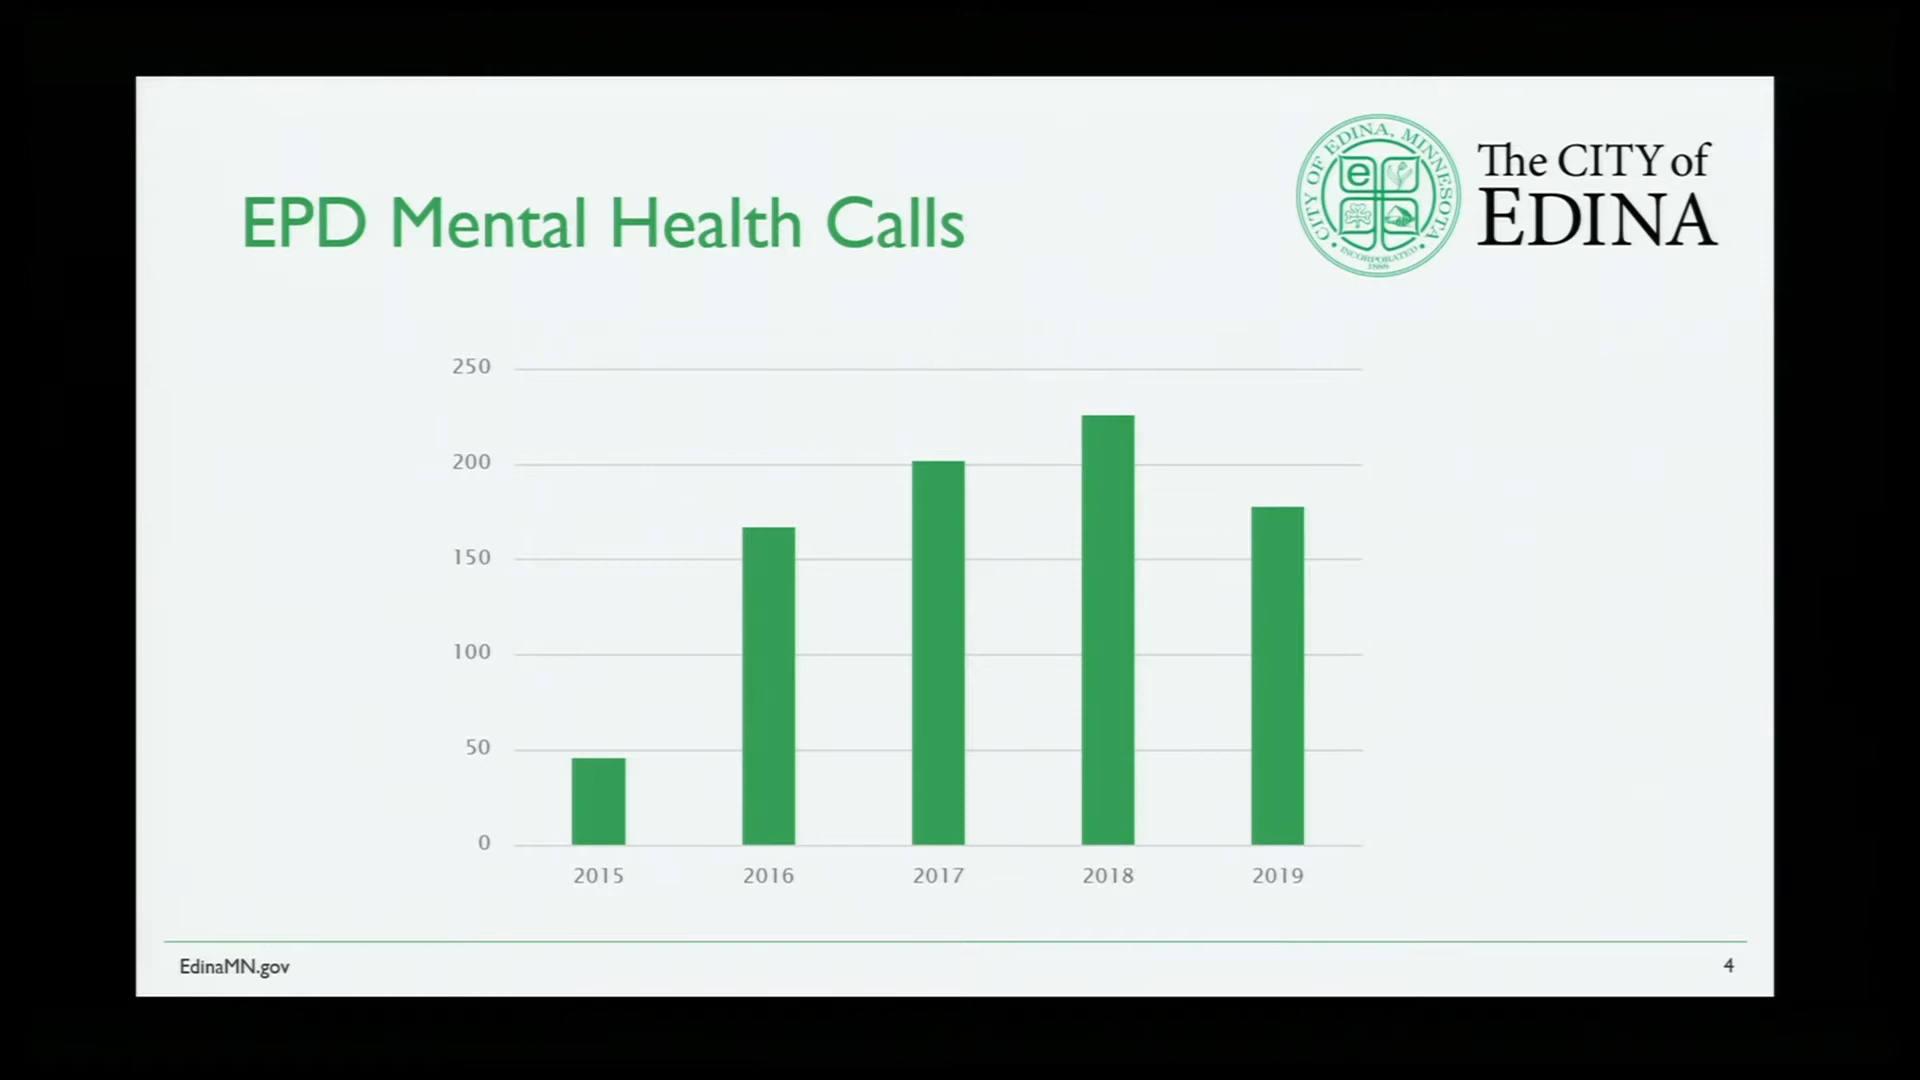 CITY OF EDINA, MINNESOTA
e
INCORPORATED
1888
The CITY of
EDINA
EPD Mental Health Calls
250
200
150
100
50
0
2015 2016 2017 2018 2019
EdinaMN.gov 4